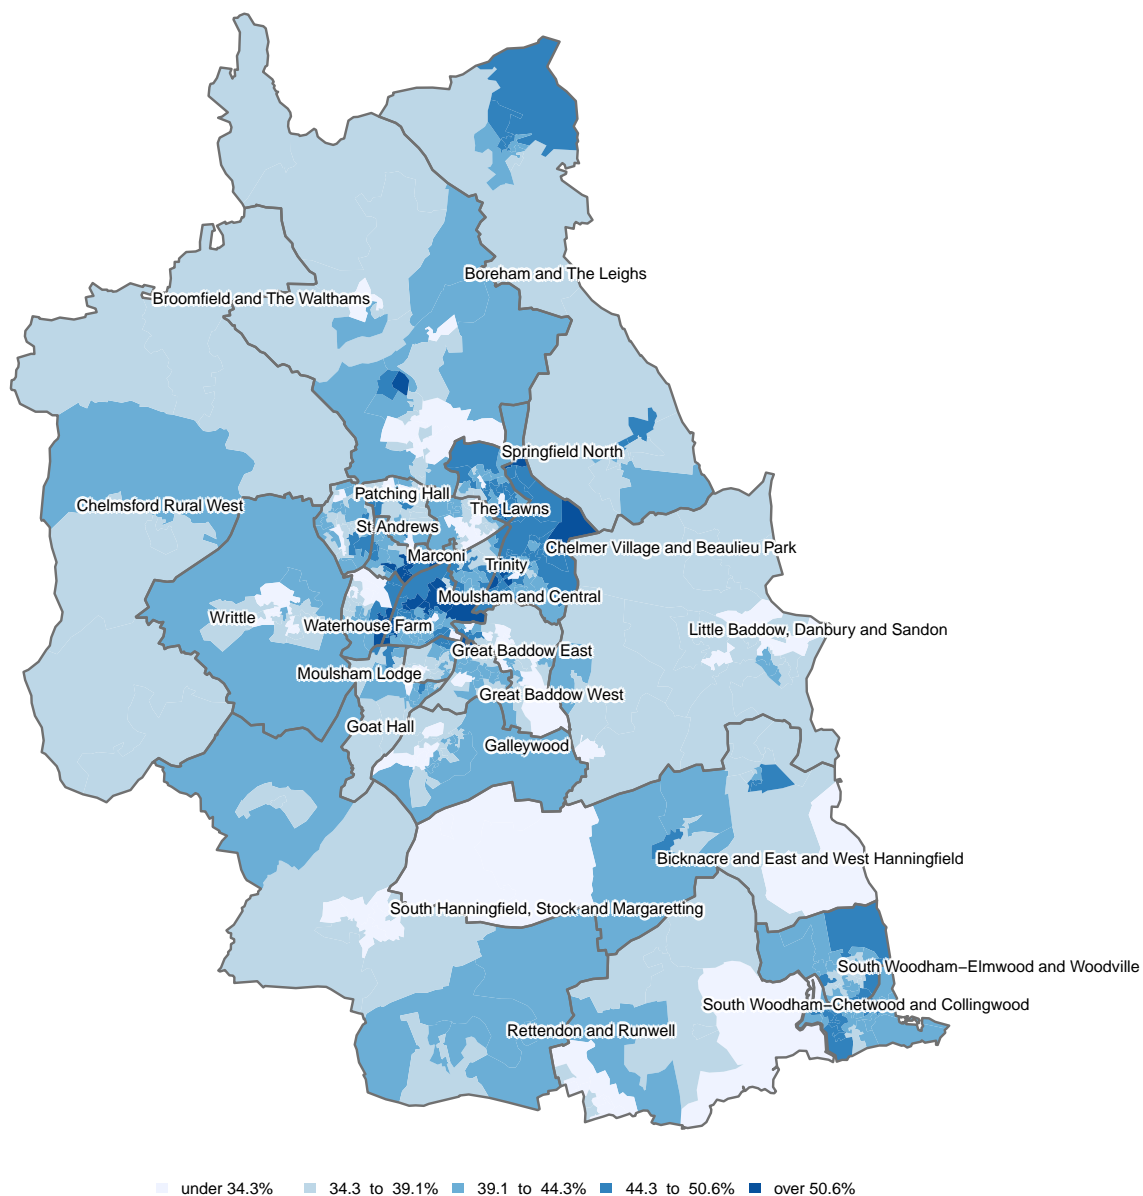 Boreham and The Leighs
Broomfield and The Walthams
Springfield North
Patching Hall
Chelmsford Rural West
The Lawns
St Andrews
Chelmer Village and Beaulieu Park
Marconi
Trinity
Moulsham and Central
Writtle
Waterhouse Farm
Little Baddow, Danbury and Sandon
Great Baddow East
Moulsham Lodge
Great Baddow West
Goat Hall
Galleywood
Bicknacre and East and West Hanningfield
South Hanningfield, Stock and Margaretting
South Woodham−Elmwood and Woodville
South Woodham−Chetwood and Collingwood
Rettendon and Runwell
under 34.3% 34.3 to 39.1% 39.1 to 44.3% 44.3 to 50.6% over 50.6%